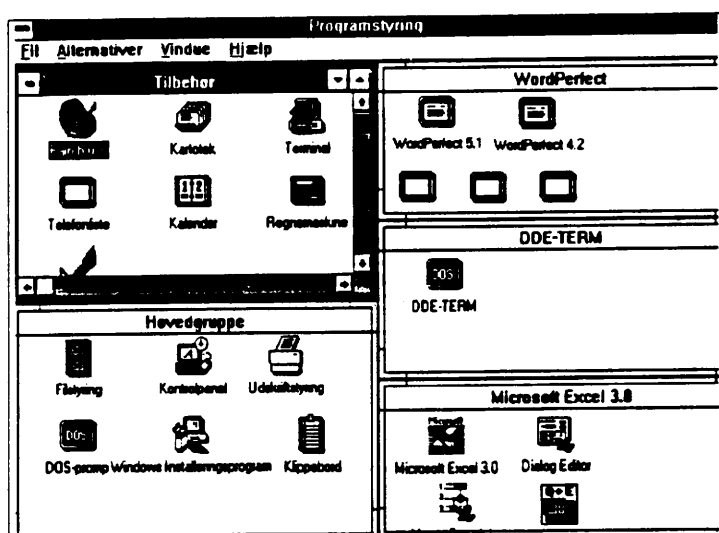 Programstyring
Fil Alternativer Vindue Hjælp
Tilbehør
Kartotek Terminal
Telefonliste Kalender Regnemaskine
WordPerfect
WordPerfect 5.1 WordPerfect 4.2
DDE-TERM
DOS
DDE-TERM
Hovedgruppe
Filstyring Kontrolpanel Udskriftstyring
DOS
DOS-promp Windows Installeringsprogram Klippebord
Microsoft Excel 3.0
Microsoft Excel 3.0 Dialog Editor
Q+E